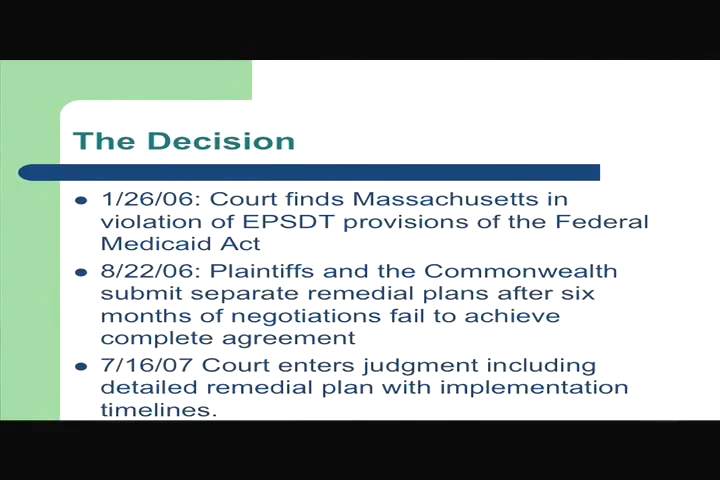 The Decision
● 1/26/06: Court finds Massachusetts in
violation of EPSDT provisions of the Federal
Medicaid Act
● 8/22/06: Plaintiffs and the Commonwealth
submit separate remedial plans after six
months of negotiations fail to achieve
complete agreement
● 7/16/07 Court enters judgment including
detailed remedial plan with implementation
timelines.